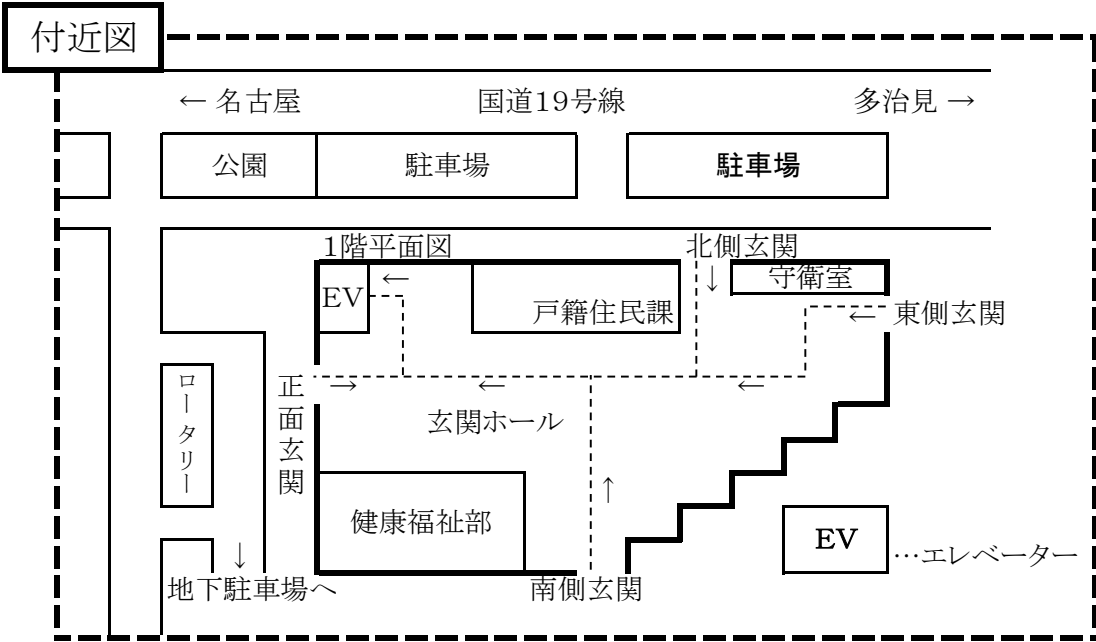 付近図
← 名古屋 国道19号線 多治見 →
公園 駐車場 駐車場
1階平面図 北側玄関
← ↓ 守衛室
EV 戸籍住民課 ← 東側玄関
→ ← ←
ロータリー
正面玄関
玄関ホール
↑
健康福祉部
EV …エレベーター
↓
地下駐車場へ 南側玄関